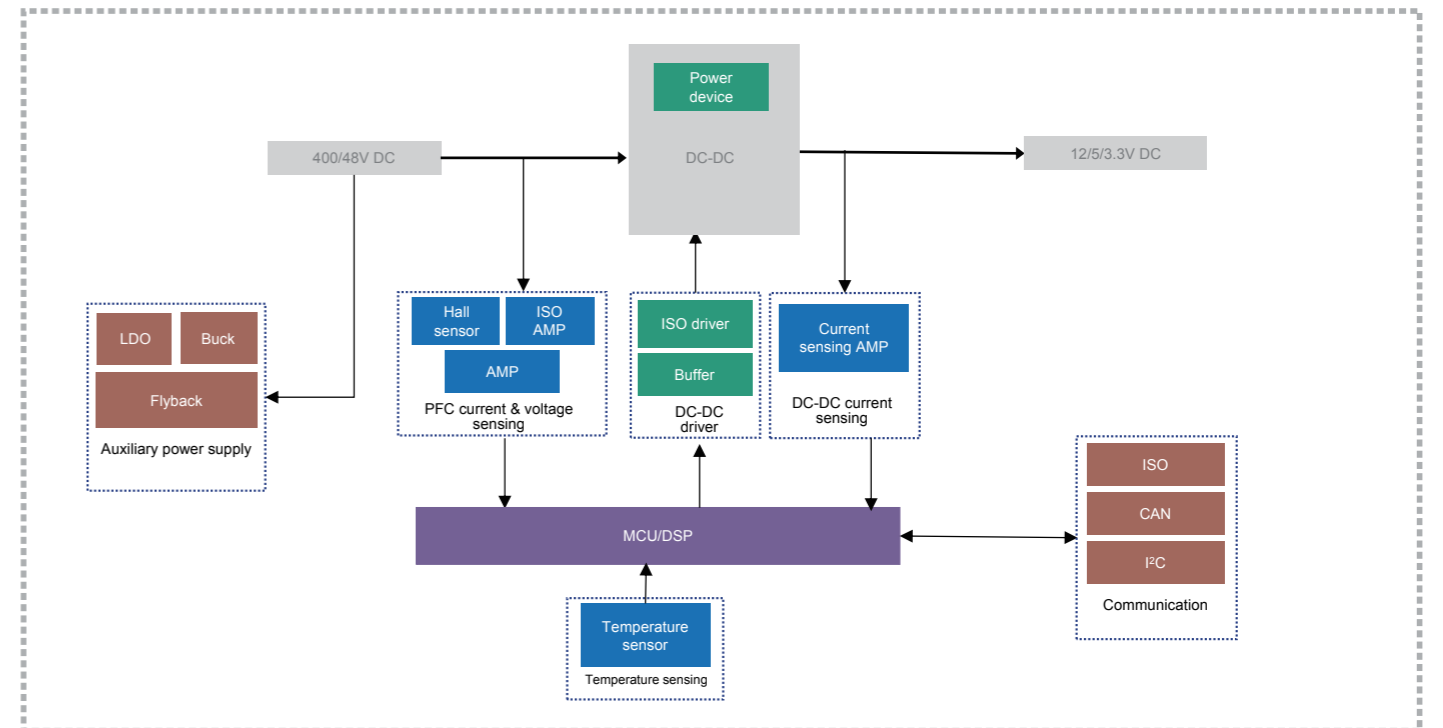 Power
device
400/48V DC
DC-DC
12/5/3.3V DC
LDO
Buck
Flyback
Auxiliary power supply
Hall
sensor
ISO
AMP
AMP
PFC current & voltage
sensing
ISO driver
Buffer
DC-DC
driver
Current
sensing AMP
DC-DC current
sensing
MCU/DSP
ISO
CAN
I²C
Communication
Temperature
sensor
Temperature sensing